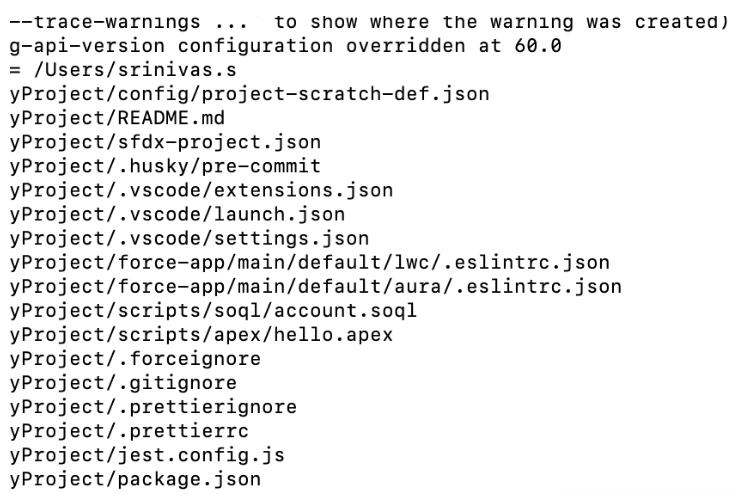 --trace-warnings ... to show where the warning was created)
g-api-version configuration overridden at 60.0
= /Users/srinivas.s
yProject/config/project-scratch-def.json
yProject/README.md
yProject/sfdx-project.json
yProject/.husky/pre-commit
yProject/.vscode/extensions.json
yProject/.vscode/launch.json
yProject/.vscode/settings.json
yProject/force-app/main/default/lwc/.eslintrc.json
yProject/force-app/main/default/aura/.eslintrc.json
yProject/scripts/soql/account.soql
yProject/scripts/apex/hello.apex
yProject/.forceignore
yProject/.gitignore
yProject/.prettierignore
yProject/.prettierrc
yProject/jest.config.js
yProject/package.json